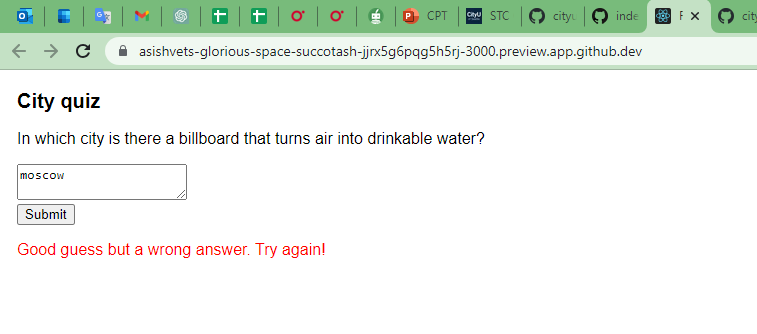 CPT
CityU
STC
city
inde
F
city
asishvets-glorious-space-succotash-jjrx5g6pqg5h5rj-3000.preview.app.github.dev
City quiz
In which city is there a billboard that turns air into drinkable water?
moscow
Submit
Good guess but a wrong answer. Try again!